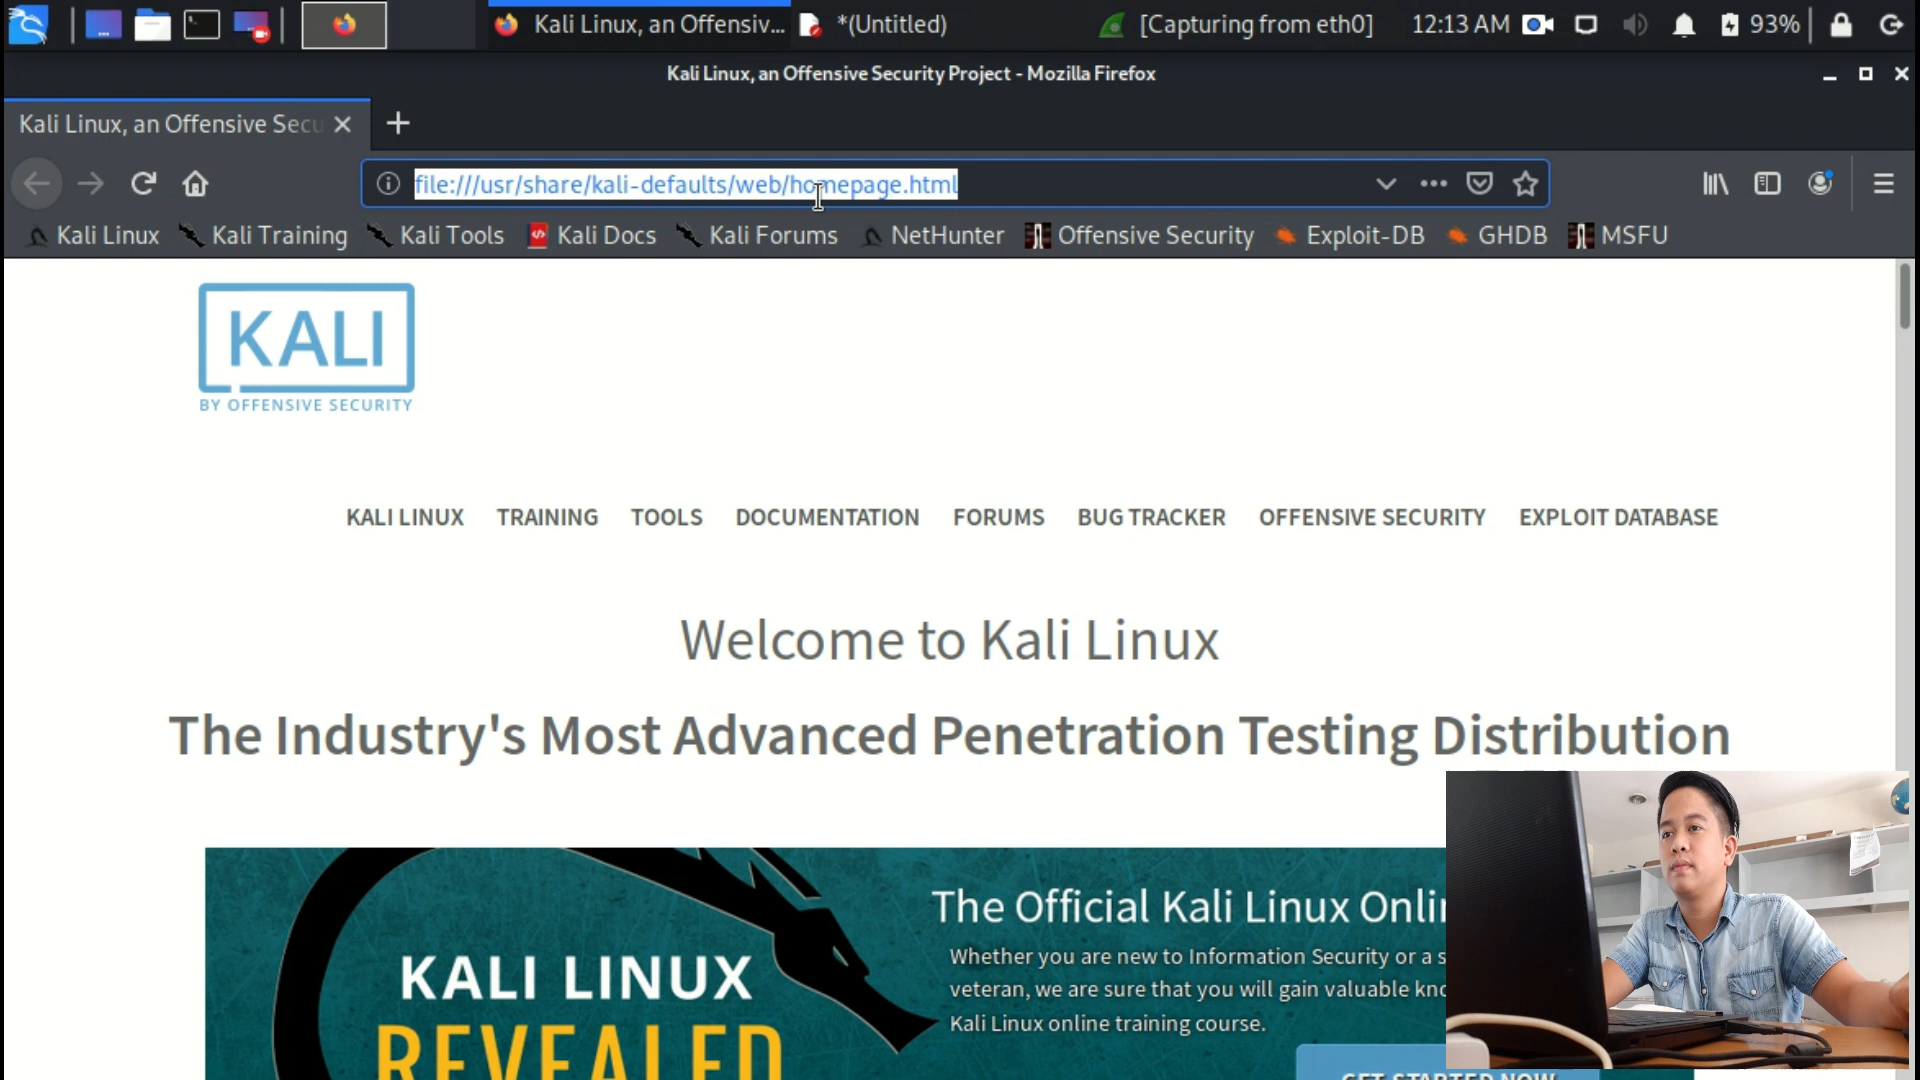 Kali Linux, an Offensiv...
*(Untitled)
[Capturing from eth0]
12:13 AM
93%
Kali Linux, an Offensive Security Project - Mozilla Firefox
Kali Linux, an Offensive Secu
file:///usr/share/kali-defaults/web/homepage.html
Kali Linux
Kali Training
Kali Tools
Kali Docs
Kali Forums
NetHunter
Offensive Security
Exploit-DB
GHDB
MSFU
KALI
BY OFFENSIVE SECURITY
KALI LINUX
TRAINING
TOOLS
DOCUMENTATION
FORUMS
BUG TRACKER
OFFENSIVE SECURITY
EXPLOIT DATABASE
Welcome to Kali Linux
The Industry's Most Advanced Penetration Testing Distribution
KALI LINUX
REVEALED
The Official Kali Linux Onli
Whether you are new to Information Security or a s
veteran, we are sure that you will gain valuable kno
Kali Linux online training course.
GET STARTED NOW